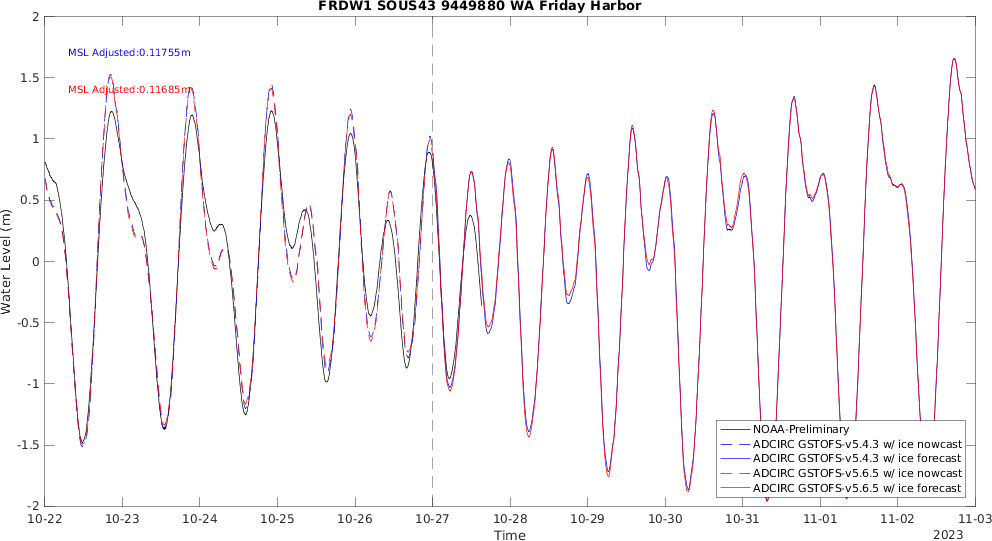 FRDW1 SOUS43 9449880 WA Friday Harbor
2
1.5
1
0.5
0
-0.5
-1
-1.5
-2
Water Level (m)
MSL Adjusted:0.11755m
MSL Adjusted:0.11685m
NOAA-Preliminary
ADCIRC GSTOFS-v5.4.3 w/ ice nowcast
ADCIRC GSTOFS-v5.4.3 w/ ice forecast
ADCIRC GSTOFS-v5.6.5 w/ ice nowcast
ADCIRC GSTOFS-v5.6.5 w/ ice forecast
10-22 10-23 10-24 10-25 10-26 10-27 10-28 10-29 10-30 10-31 11-01 11-02 11-03
Time
2023